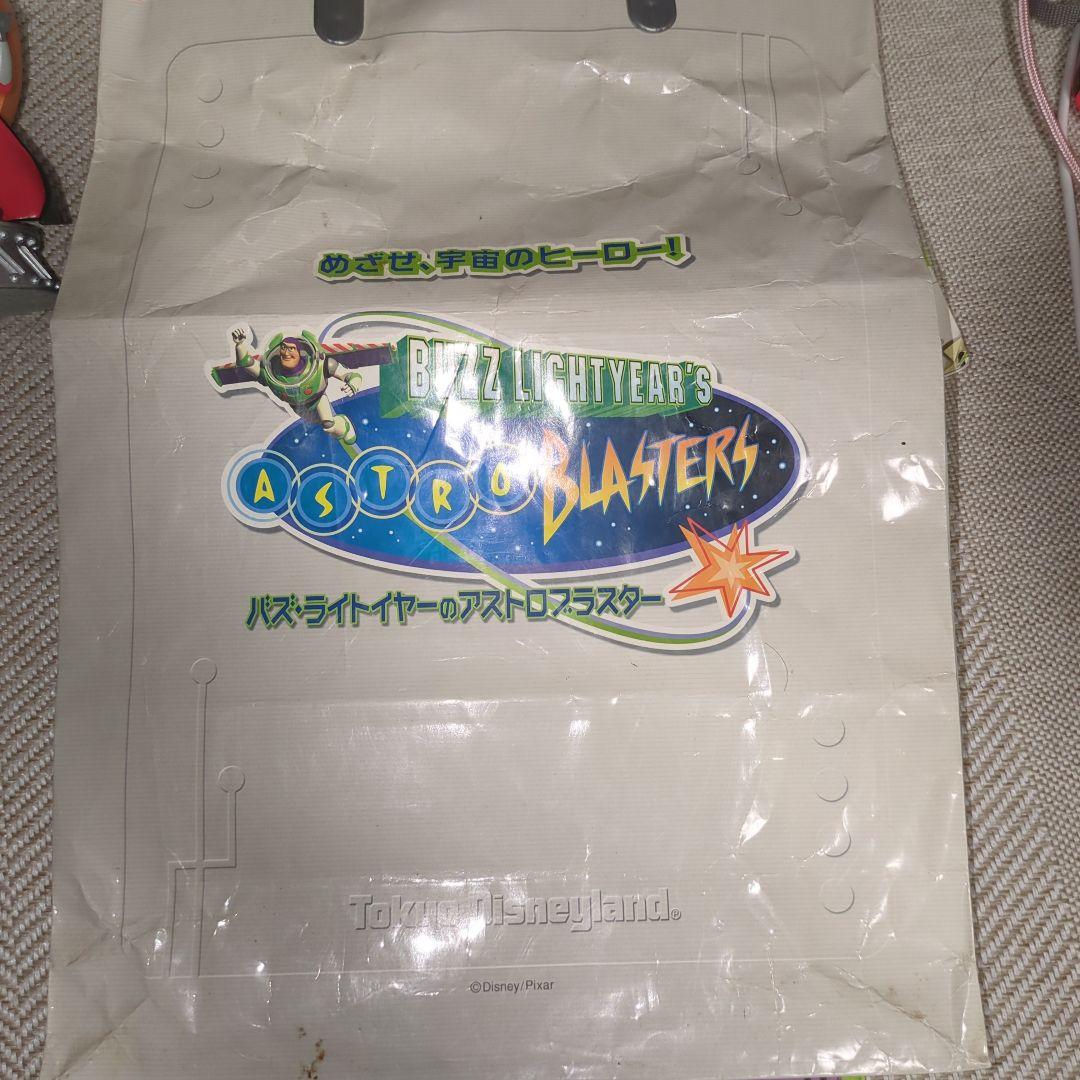 めざせ、宇宙のヒーロー!
BUZZ LIGHTYEAR'S
ASTRO BLASTERS
バズ・ライトイヤーのアストロブラスター
Tokyo Disneyland®
©Disney/Pixar